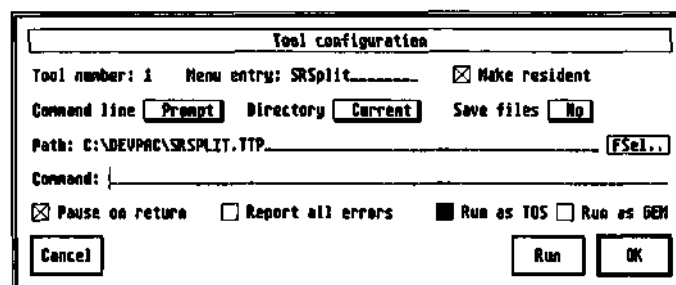 Tool configuration
Tool number: 1 Menu entry: SRSplit________ Make resident
Command line Prompt Directory Current Save files No
Path: C:\DEVPAC\SRSPLIT.TTP________ FSel..
Command:
Pause on return Report all errors Run as TOS Run as GEM
Cancel Run OK